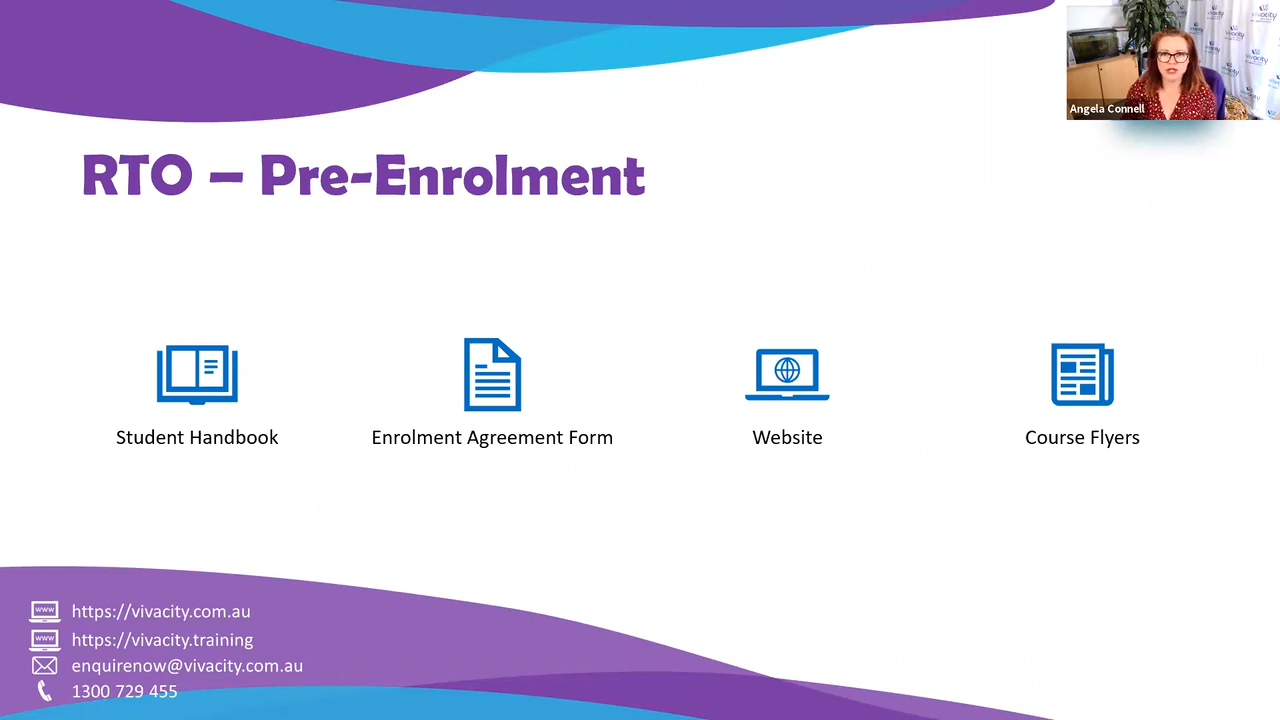 Angela Connell
RTO – Pre-Enrolment
Student Handbook
Enrolment Agreement Form
Website
Course Flyers
https://vivacity.com.au
https://vivacity.training
enquirenow@vivacity.com.au
1300 729 455